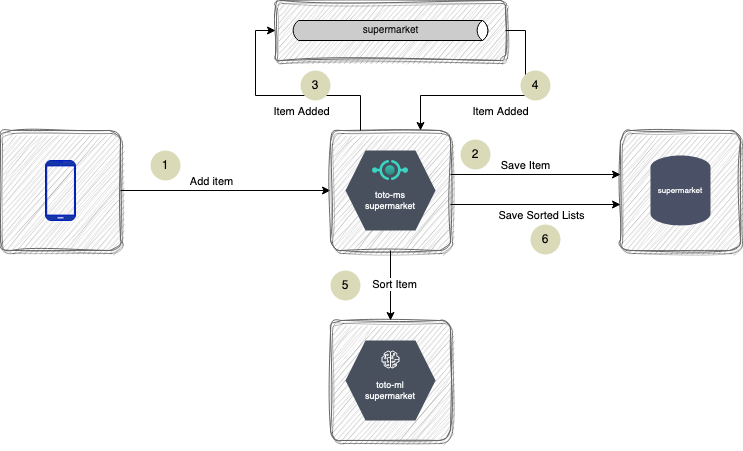 supermarket
3
4
Item Added
Item Added
1
Add item
2
Save Item
toto-ms
supermarket
supermarket
Save Sorted Lists
6
5
Sort Item
toto-ml
supermarket